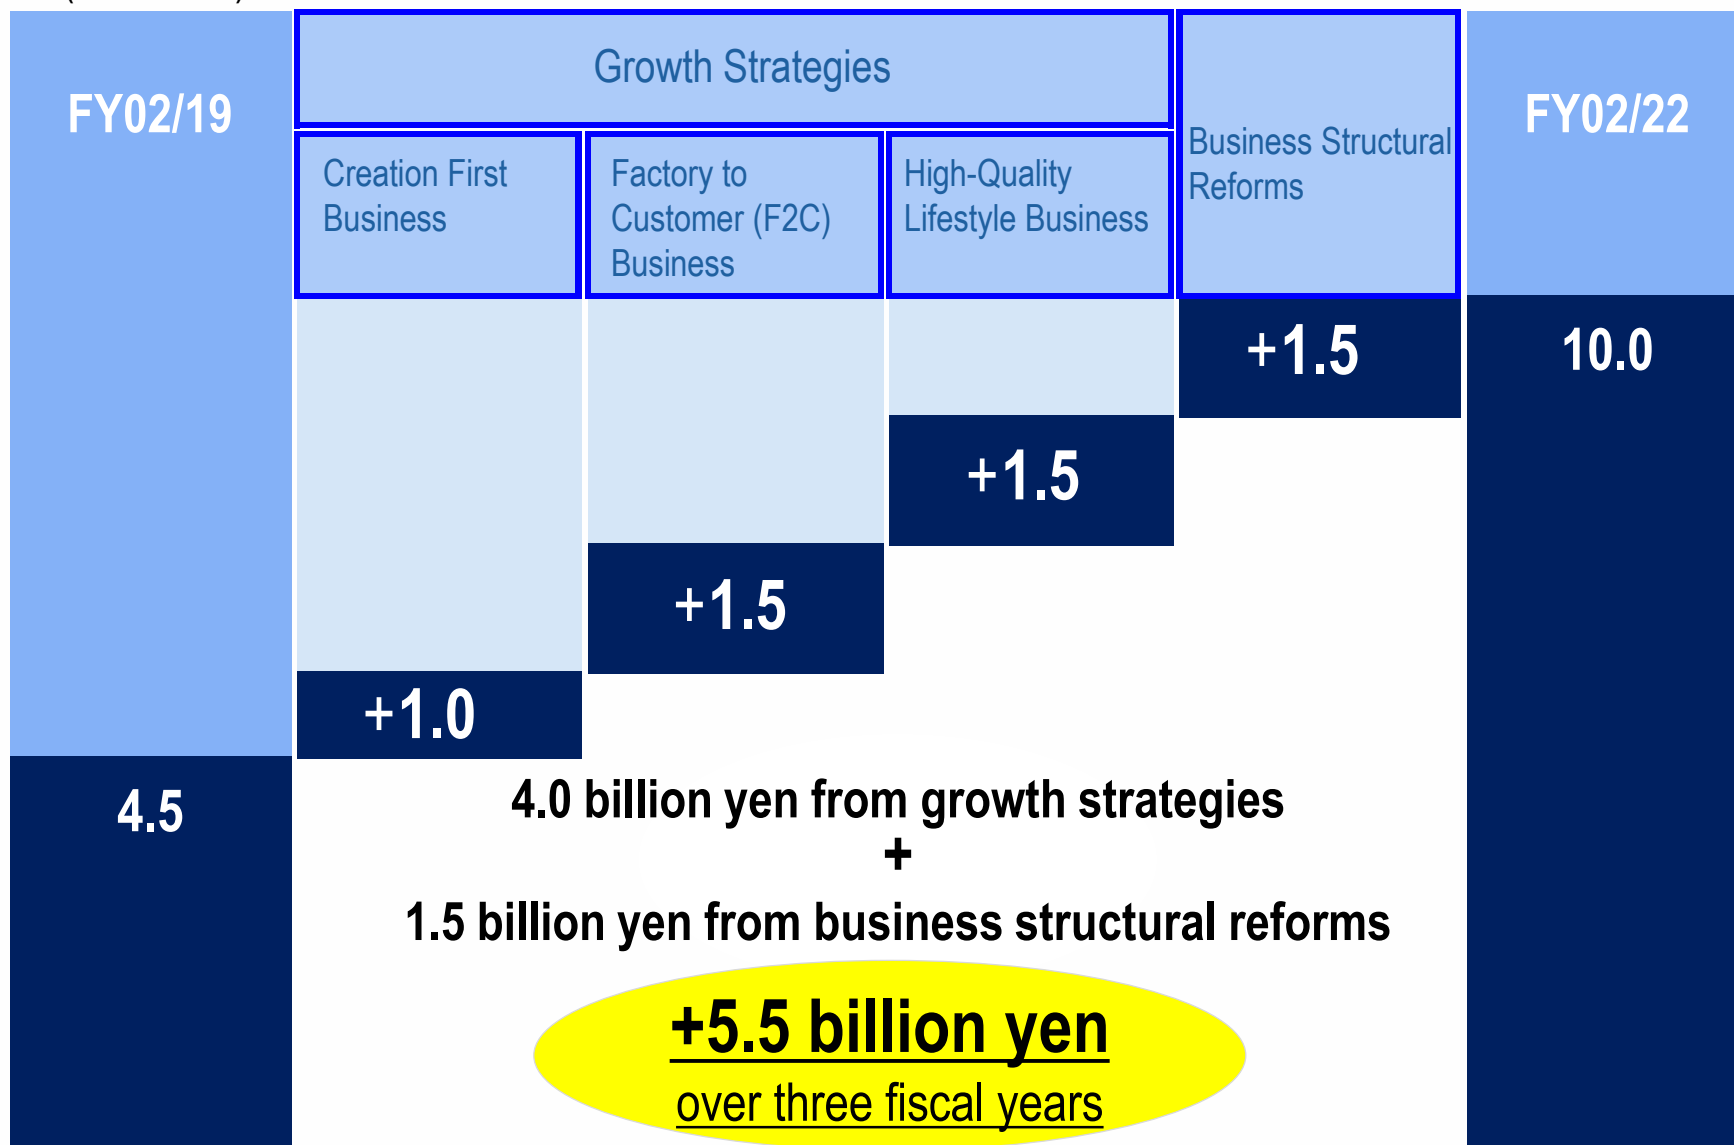 FY02/19
Growth Strategies
Creation First
Business
Factory to
Customer (F2C)
Business
High-Quality
Lifestyle Business
Business Structural
Reforms
FY02/22
+1.5
10.0
+1.5
+1.5
+1.0
4.5
4.0 billion yen from growth strategies
+
1.5 billion yen from business structural reforms
+5.5 billion yen
over three fiscal years